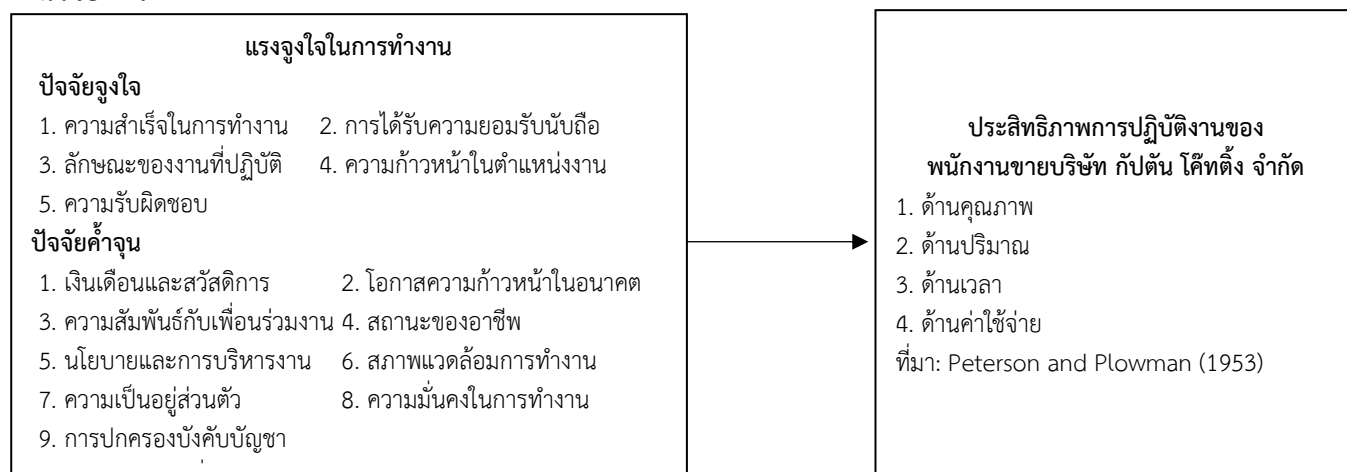 แรงจูงใจในการทำงาน
ปัจจัยจูงใจ
1. ความสำเร็จในการทำงาน 2. การได้รับความยอมรับนับถือ
3. ลักษณะของงานที่ปฏิบัติ 4. ความก้าวหน้าในตำแหน่งงาน
5. ความรับผิดชอบ
ปัจจัยค้ำจุน
1. เงินเดือนและสวัสดิการ 2. โอกาสความก้าวหน้าในอนาคต
3. ความสัมพันธ์กับเพื่อนร่วมงาน 4. สถานะของอาชีพ
5. นโยบายและการบริหารงาน 6. สภาพแวดล้อมการทำงาน
7. ความเป็นอยู่ส่วนตัว 8. ความมั่นคงในการทำงาน
9. การปกครองบังคับบัญชา
ประสิทธิภาพการปฏิบัติงานของ
พนักงานขายบริษัท กัปตัน โค๊ทติ้ง จำกัด
1. ด้านคุณภาพ
2. ด้านปริมาณ
3. ด้านเวลา
4. ด้านค่าใช้จ่าย
ที่มา: Peterson and Plowman (1953)